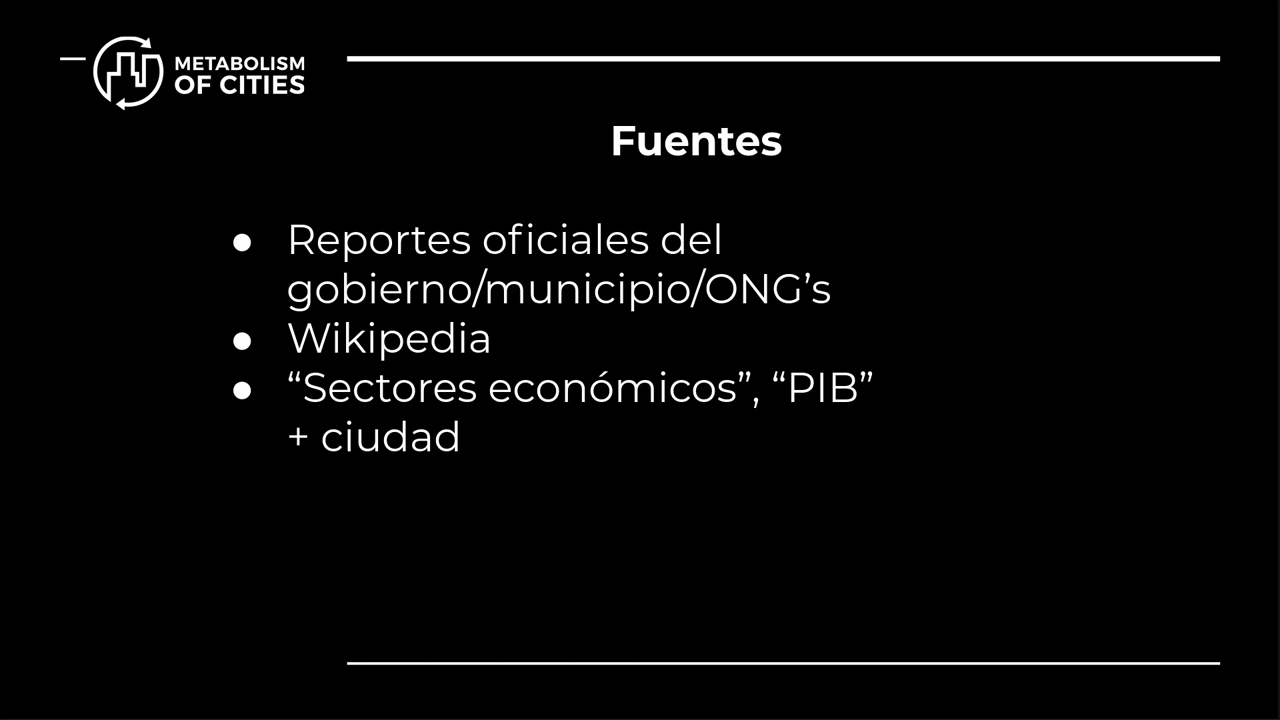 METABOLISM
OF CITIES
Fuentes
● Reportes oficiales del
gobierno/municipio/ONG’s
● Wikipedia
● “Sectores económicos”, “PIB”
+ ciudad